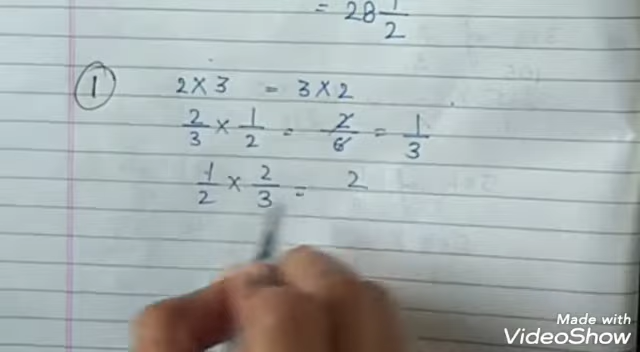 = 28 1/2
① 2 × 3 = 3 × 2
2/3 × 1/2 = 2/6 = 1/3
1/2 × 2/3 = 2
Made with
VideoShow